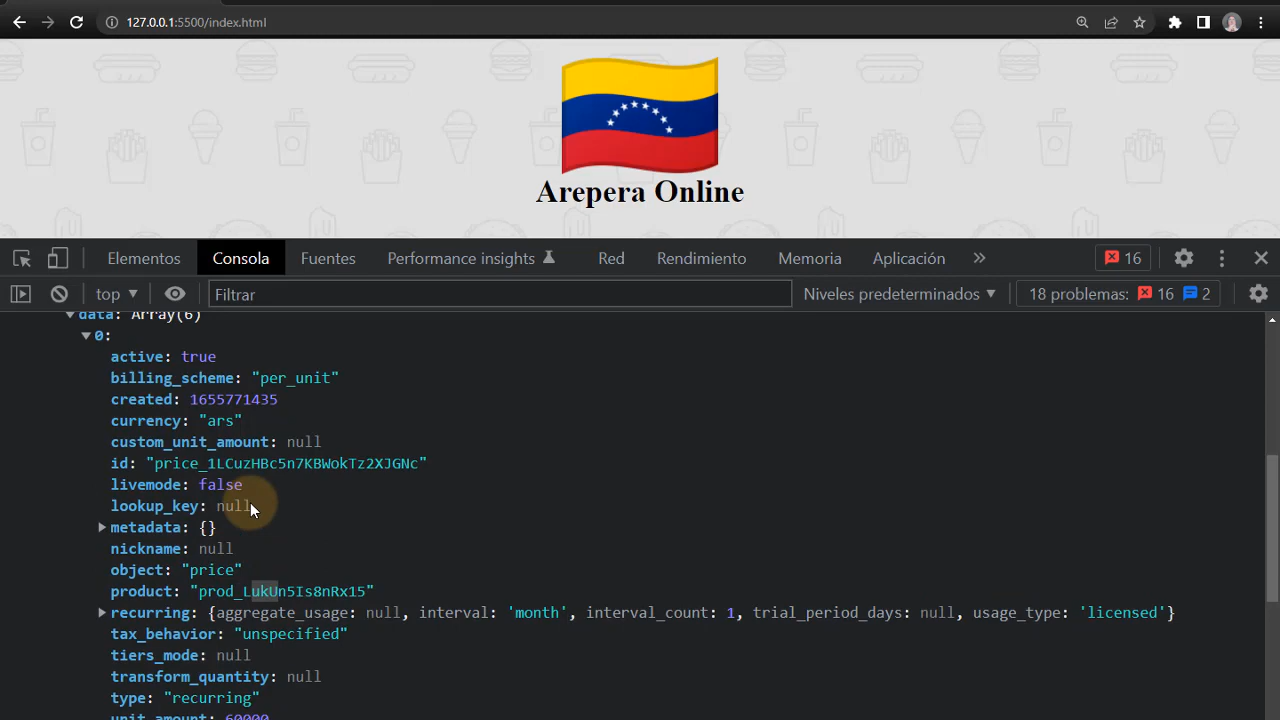 127.0.0.1:5500/index.html
Arepera Online
Elementos Consola Fuentes Performance insights Red Rendimiento Memoria Aplicación » 16
top Filtrar Niveles predeterminados 18 problemas: 16 2
data: Array(6)
0:
active: true
billing_scheme: "per_unit"
created: 1655771435
currency: "ars"
custom_unit_amount: null
id: "price_1LCuzHBc5n7KBWokTz2XJGNc"
livemode: false
lookup_key: null
metadata: {}
nickname: null
object: "price"
product: "prod_LukUn5Is8nRx15"
recurring: {aggregate_usage: null, interval: 'month', interval_count: 1, trial_period_days: null, usage_type: 'licensed'}
tax_behavior: "unspecified"
tiers_mode: null
transform_quantity: null
type: "recurring"
unit_amount: 60000